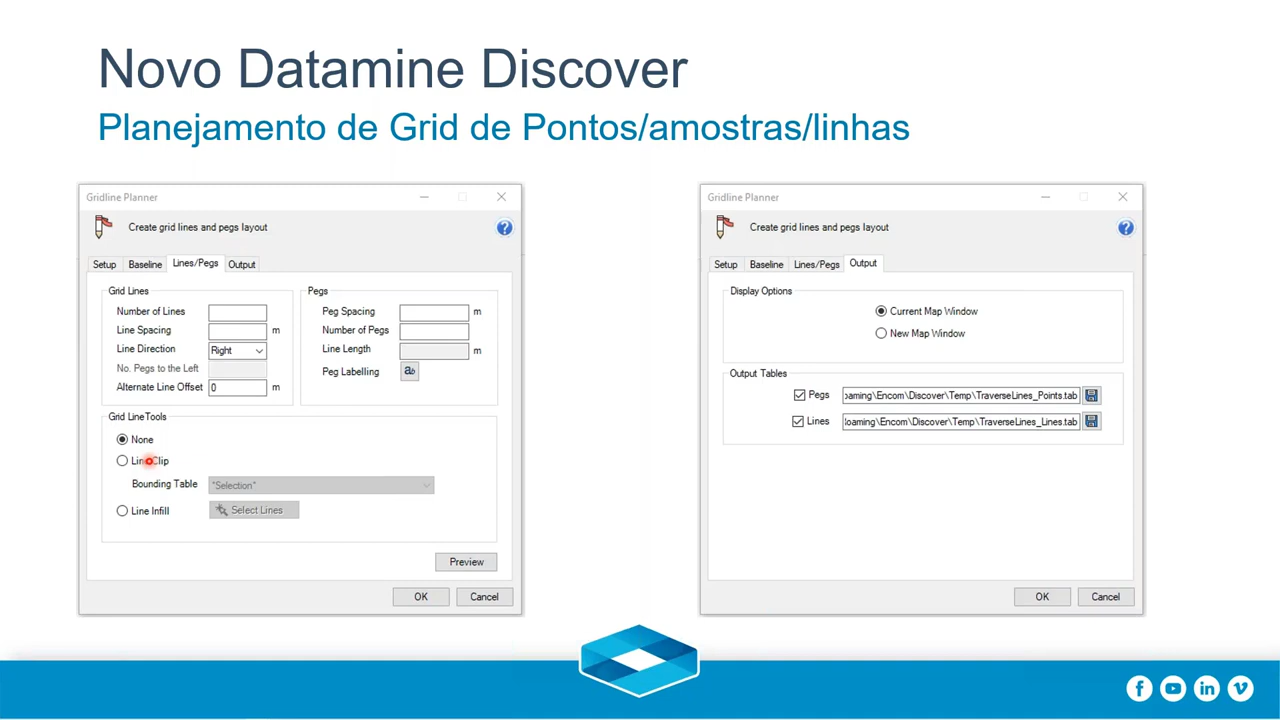 Novo Datamine Discover
Planejamento de Grid de Pontos/amostras/linhas
Gridline Planner
Create grid lines and pegs layout
Setup Baseline Lines/Pegs Output
Grid Lines
Number of Lines
Line Spacing m
Line Direction Right
No. Pegs to the Left
Alternate Line Offset 0 m
Pegs
Peg Spacing m
Number of Pegs
Line Length m
Peg Labelling ab
Grid Line Tools
None
Line Clip
Bounding Table *Selection*
Line Infill Select Lines
Preview
OK Cancel
Gridline Planner
Create grid lines and pegs layout
Setup Baseline Lines/Pegs Output
Display Options
Current Map Window
New Map Window
Output Tables
Pegs oaming\Encom\Discover\Temp\TraverseLines_Points.tab
Lines loaming\Encom\Discover\Temp\TraverseLines_Lines.tab
OK Cancel